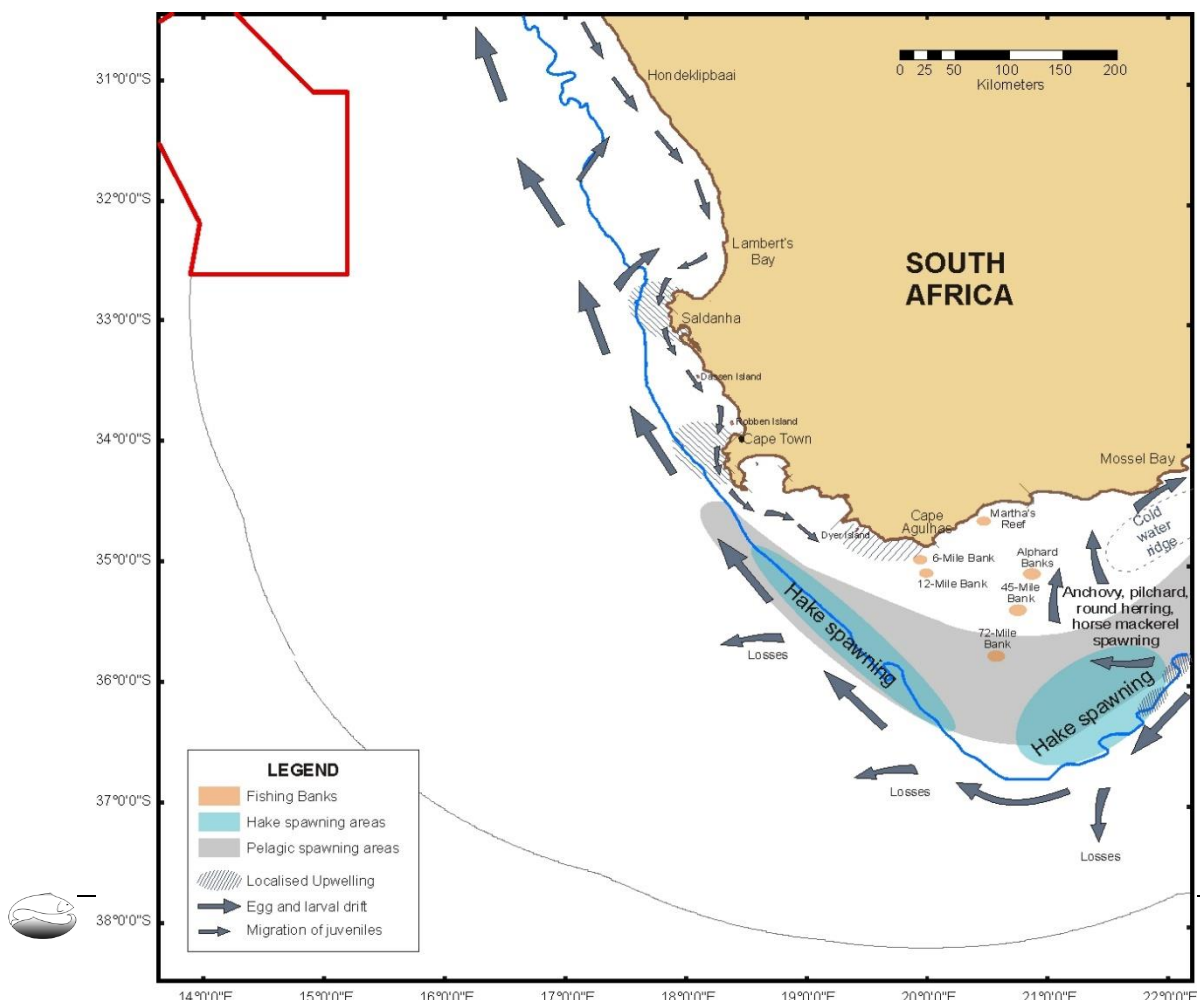 31°0'0"S
32°0'0"S
33°0'0"S
34°0'0"S
35°0'0"S
36°0'0"S
37°0'0"S
38°0'0"S
Hondeklipbaai
0 25 50 100 150 200
Kilometers
Lambert's
Bay
SOUTH
AFRICA
Saldanha
Dassen Island
Robben Island
Cape Town
Mossel Bay
Cape
Agulhas
Martha's
Reef
Cold
water
ridge
Dyer Island
6-Mile Bank
12-Mile Bank
Alphard
Banks
45-Mile
Bank
Anchovy, pilchard,
round herring,
horse mackerel
spawning
72-Mile
Bank
Hake spawning
Hake spawning
Losses
Losses
Losses
LEGEND
Fishing Banks
Hake spawning areas
Pelagic spawning areas
Localised Upwelling
Egg and larval drift
Migration of juveniles
14°0'0"E 15°0'0"E 16°0'0"E 17°0'0"E 18°0'0"E 19°0'0"E 20°0'0"E 21°0'0"E 22°0'0"E